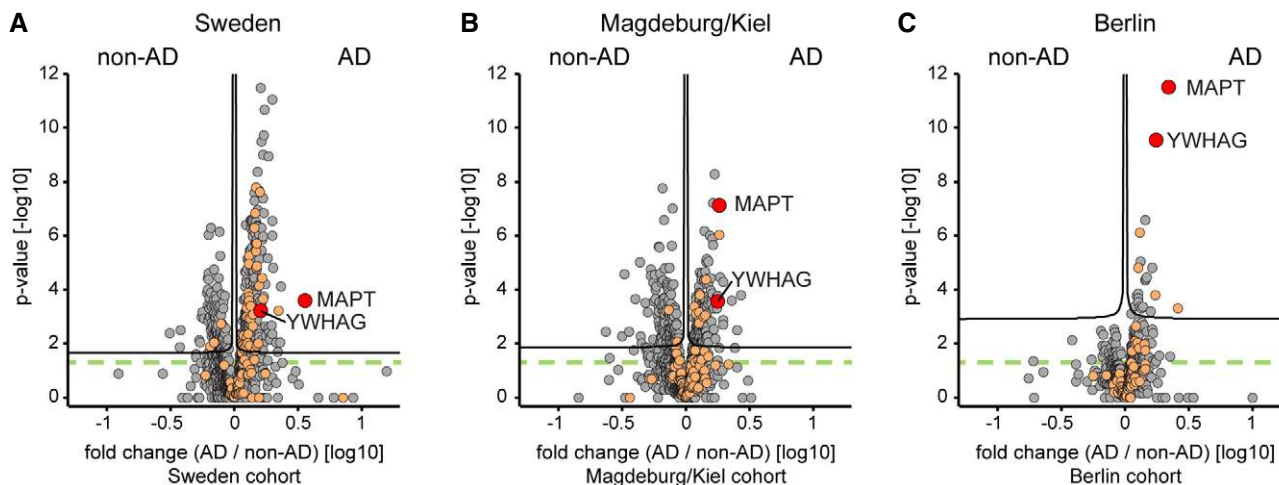 A
Sweden
non-AD
AD
p-value [-log10]
12
10
8
6
4
2
0
MAPT
YWHAG
-1
-0.5
0
0.5
1
fold change (AD / non-AD) [log10]
Sweden cohort
B
Magdeburg/Kiel
non-AD
AD
p-value [-log10]
12
10
8
6
4
2
0
MAPT
YWHAG
-1
-0.5
0
0.5
1
fold change (AD / non-AD) [log10]
Magdeburg/Kiel cohort
C
Berlin
non-AD
AD
p-value [-log10]
12
10
8
6
4
2
0
MAPT
YWHAG
-1
-0.5
0
0.5
1
fold change (AD / non-AD) [log10]
Berlin cohort